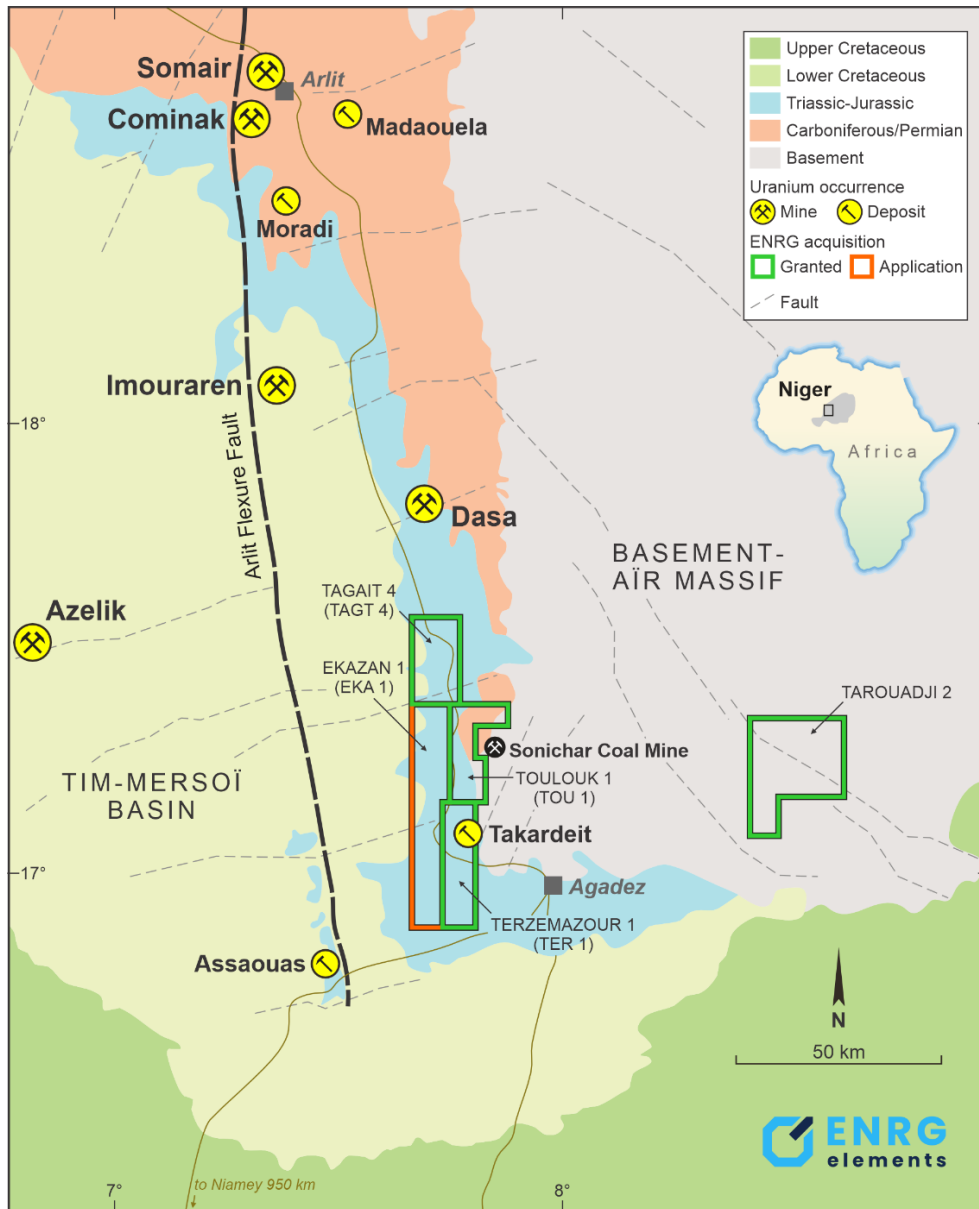 Somair
Arlit
Cominak
Madaouela
Moradi
Upper Cretaceous
Lower Cretaceous
Triassic-Jurassic
Carboniferous/Permian
Basement
Uranium occurrence
Mine
Deposit
ENRG acquisition
Granted
Application
Fault
Imouraren
Arlit Flexure Fault
Niger
Africa
18°
Dasa
BASEMENT-
AÏR MASSIF
TAGAIT 4
(TAGT 4)
Azelik
EKAZAN 1
(EKA 1)
TAROUADJI 2
Sonichar Coal Mine
TIM-MERSOÏ
BASIN
TOULOUK 1
(TOU 1)
Takardeit
17°
Agadez
TERZEMAZOUR 1
(TER 1)
Assaouas
N
50 km
ENRG
elements
to Niamey 950 km
7°
8°